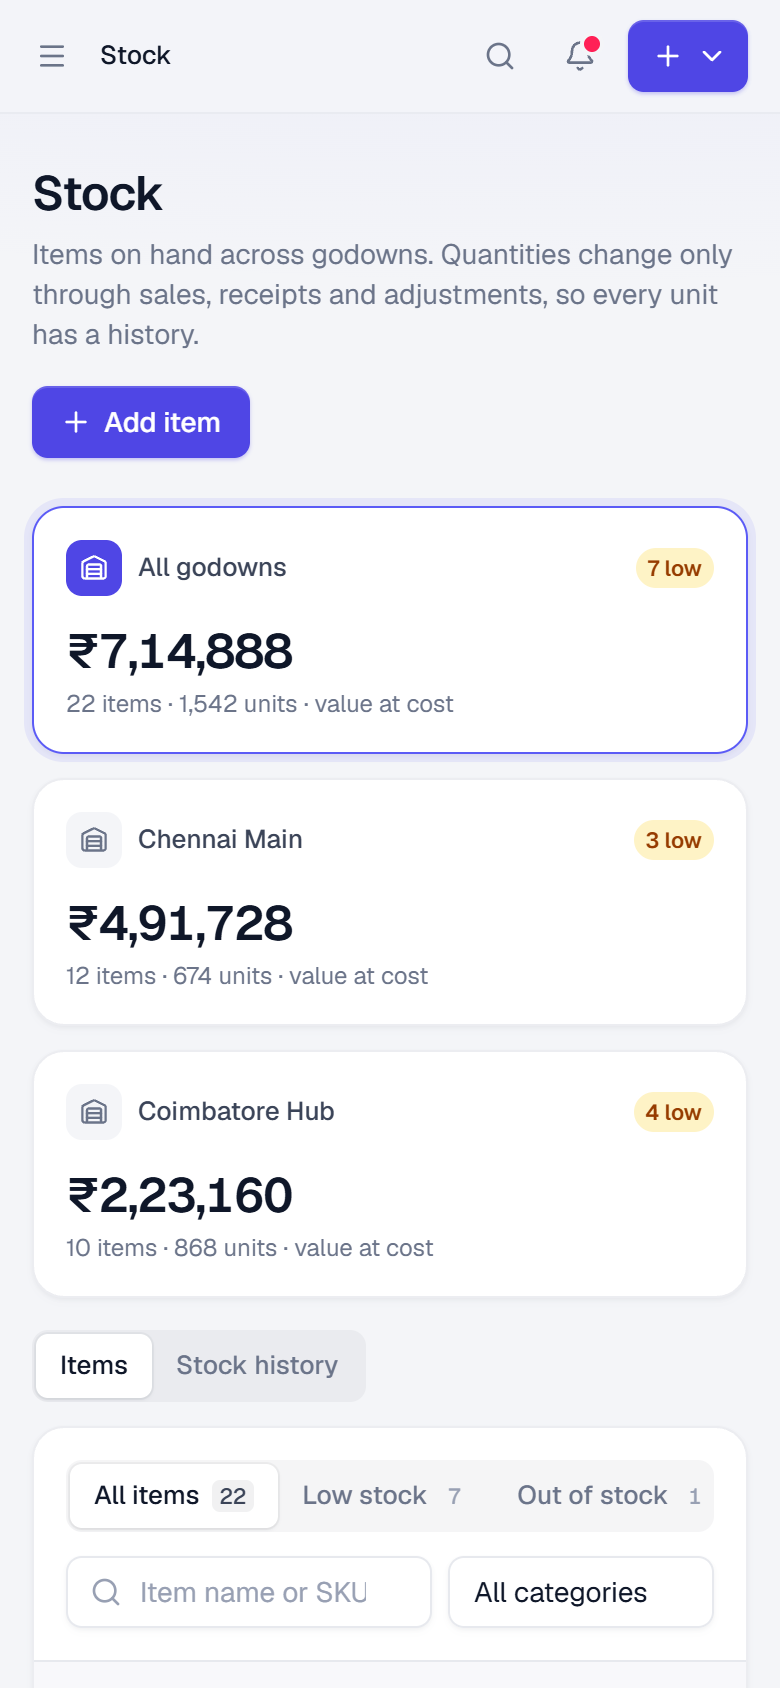 Stock
Stock
Items on hand across godowns. Quantities change only
through sales, receipts and adjustments, so every unit
has a history.
Add item
All godowns 7 low
₹7,14,888
22 items · 1,542 units · value at cost
Chennai Main 3 low
₹4,91,728
12 items · 674 units · value at cost
Coimbatore Hub 4 low
₹2,23,160
10 items · 868 units · value at cost
Items Stock history
All items 22 Low stock 7 Out of stock 1
Item name or SKU All categories